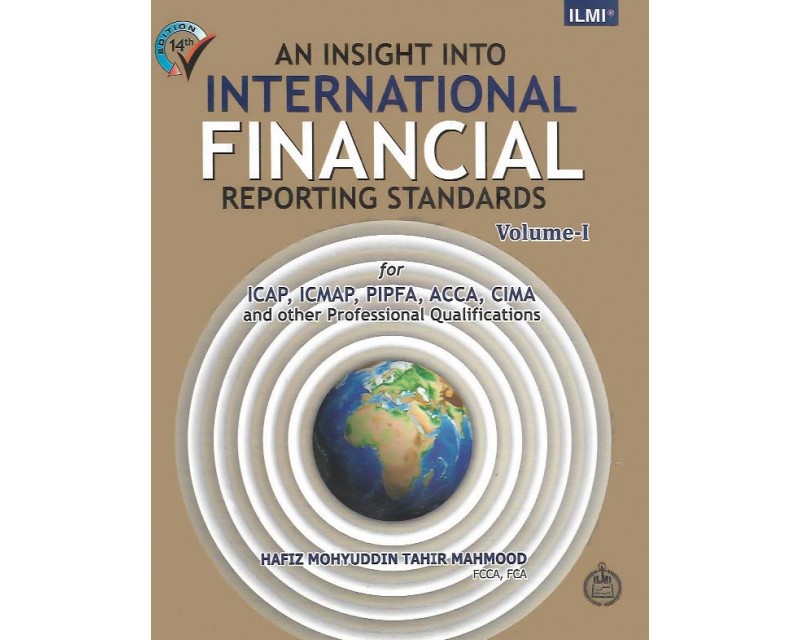 ILMI®
EDITION
14th
AN INSIGHT INTO
INTERNATIONAL
FINANCIAL
REPORTING STANDARDS
Volume-I
for
ICAP, ICMAP, PIPFA, ACCA, CIMA
and other Professional Qualifications
HAFIZ MOHYUDDIN TAHIR MAHMOOD
FCCA, FCA
ILMI